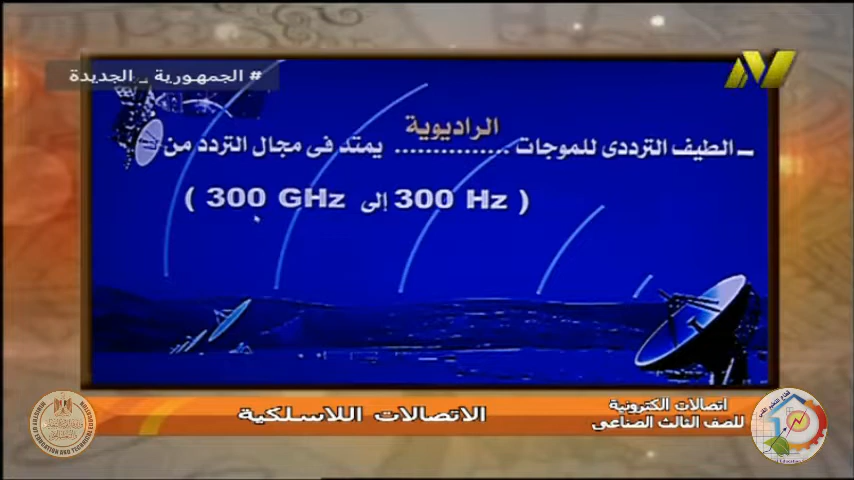 # الجمهورية _ الجديدة
الراديوية
ـ الطيف الترددى للموجات ............... يمتد فى مجال التردد من
( 300 Hz إلى 300 GHz )
الاتصالات اللاسلكية
اتصالات الكترونية
للصف الثالث الصناعى